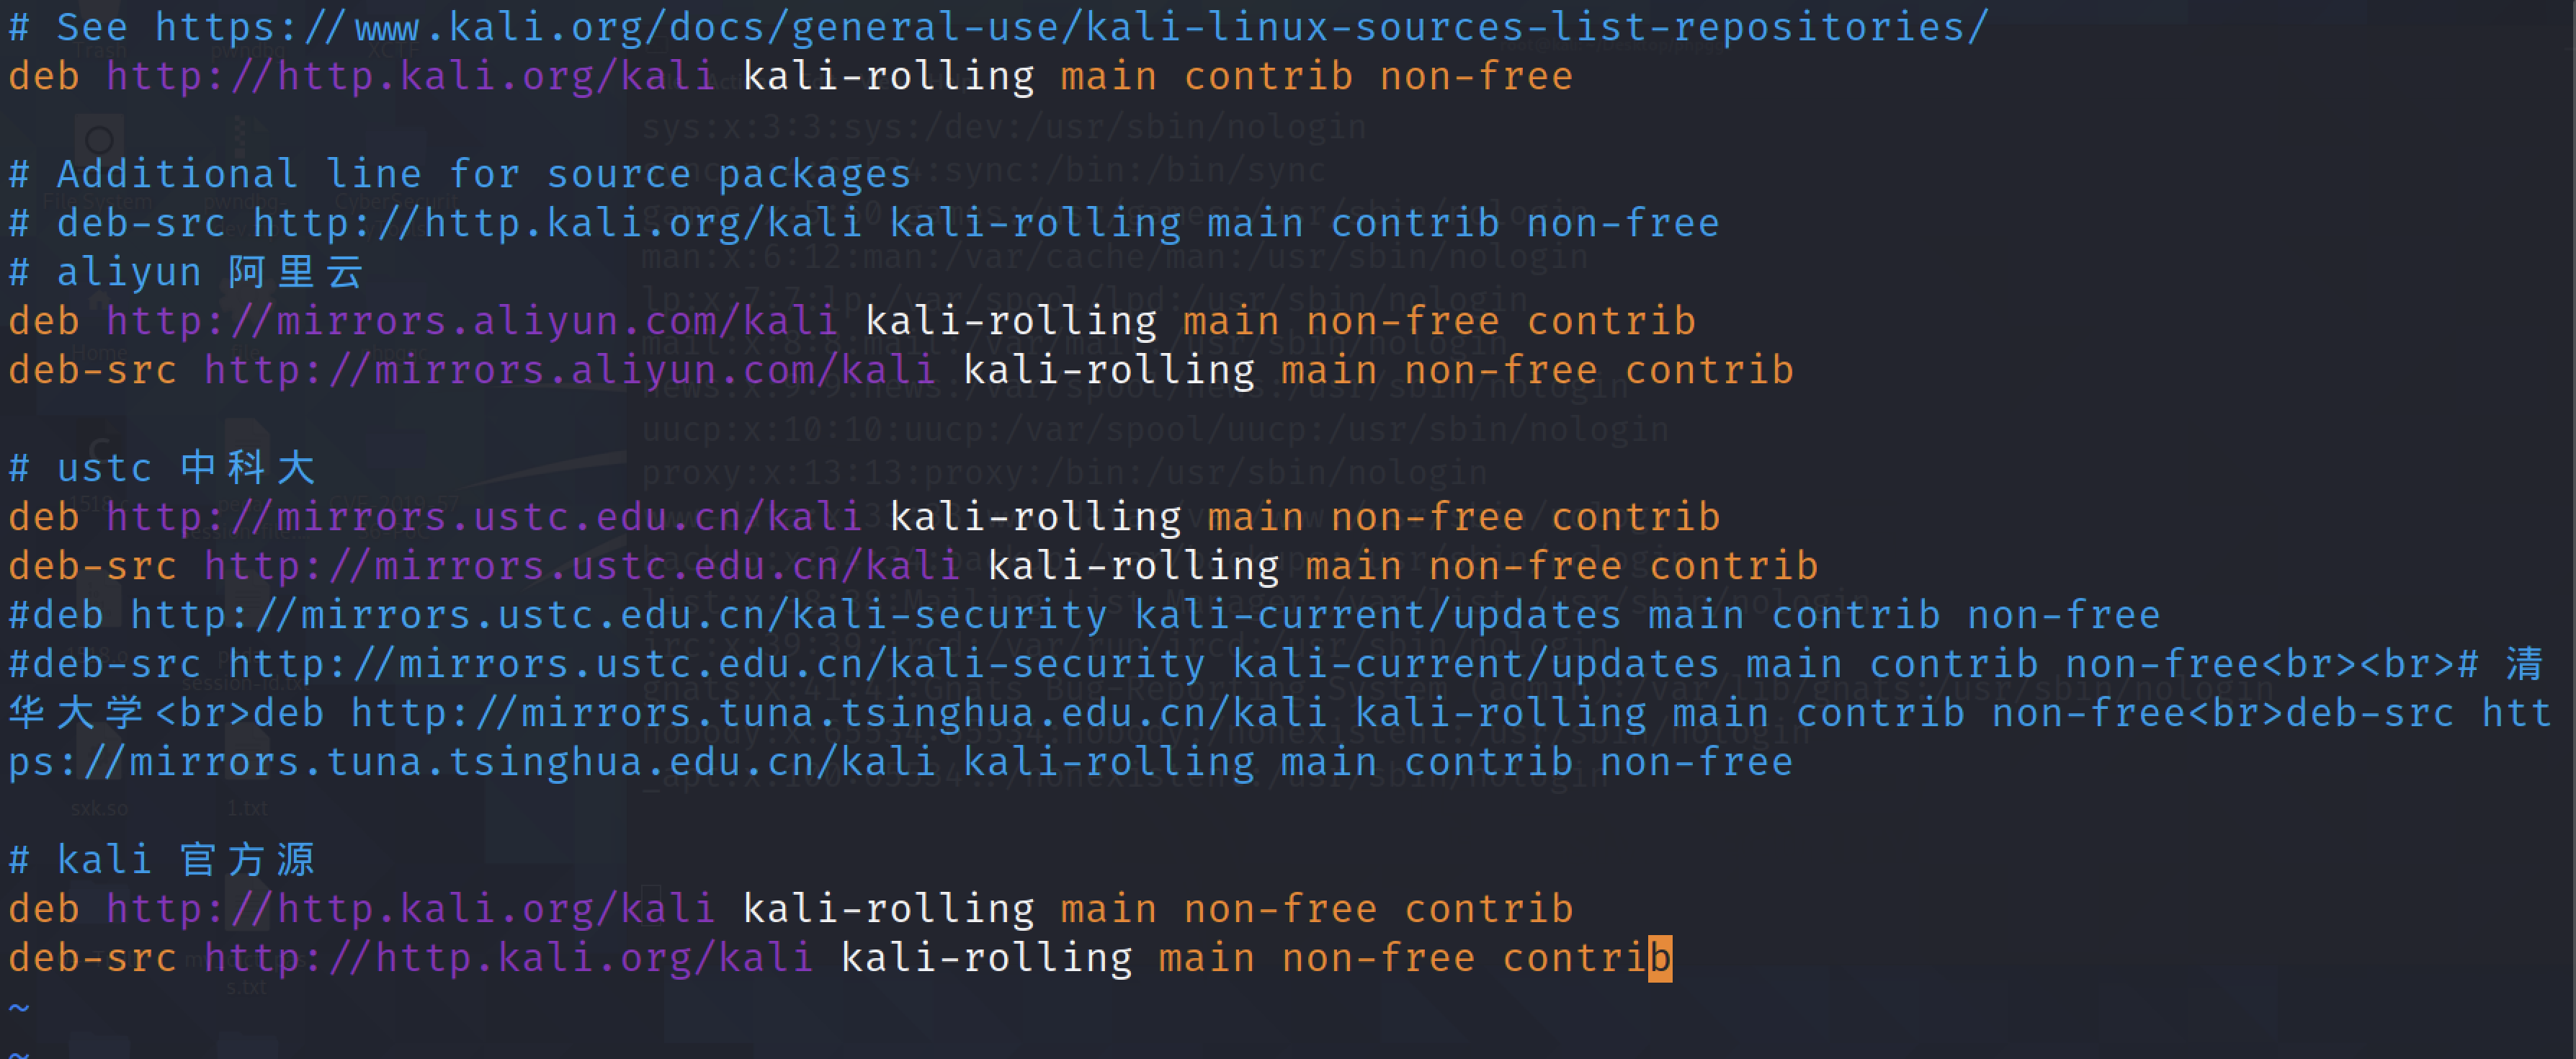 # See https://www.kali.org/docs/general-use/kali-linux-sources-list-repositories/
deb http://http.kali.org/kali kali-rolling main contrib non-free
# Additional line for source packages
# deb-src http://http.kali.org/kali kali-rolling main contrib non-free
# aliyun 阿里云
deb http://mirrors.aliyun.com/kali kali-rolling main non-free contrib
deb-src http://mirrors.aliyun.com/kali kali-rolling main non-free contrib
# ustc 中科大
deb http://mirrors.ustc.edu.cn/kali kali-rolling main non-free contrib
deb-src http://mirrors.ustc.edu.cn/kali kali-rolling main non-free contrib
#deb http://mirrors.ustc.edu.cn/kali-security kali-current/updates main contrib non-free
#deb-src http://mirrors.ustc.edu.cn/kali-security kali-current/updates main contrib non-free<br><br># 清
华大学<br>deb http://mirrors.tuna.tsinghua.edu.cn/kali kali-rolling main contrib non-free<br>deb-src htt
ps://mirrors.tuna.tsinghua.edu.cn/kali kali-rolling main contrib non-free
# kali 官方源
deb http://http.kali.org/kali kali-rolling main non-free contrib
deb-src http://http.kali.org/kali kali-rolling main non-free contrib
~
~